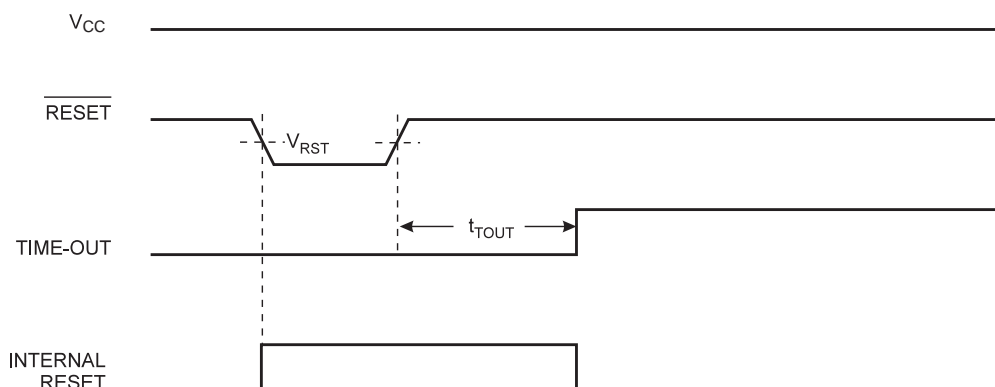 VCC
RESET
VRST
tTOUT
TIME-OUT
INTERNAL
RESET